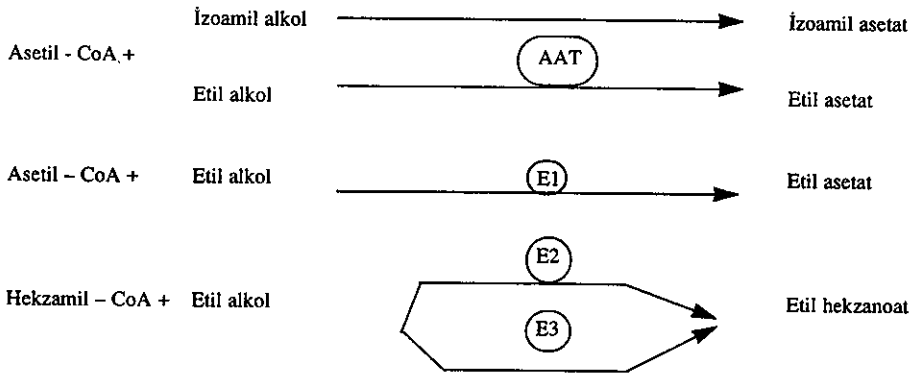 İzoamil alkol İzoamil asetat
Asetil - CoA + AAT
Etil alkol Etil asetat
Asetil – CoA + Etil alkol E1 Etil asetat
E2
Hekzamil – CoA + Etil alkol Etil hekzanoat
E3